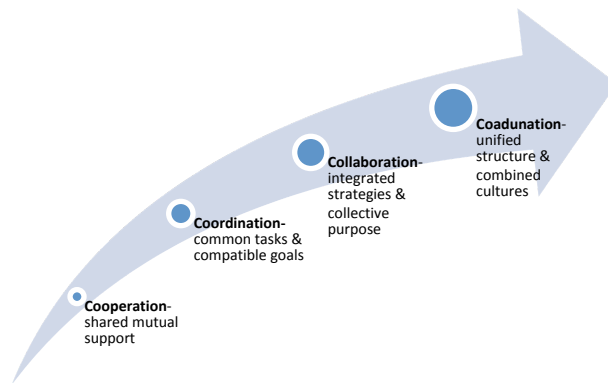 Cooperation-
shared mutual
support
Coordination-
common tasks &
compatible goals
Collaboration-
integrated
strategies &
collective
purpose
Coadunation-
unified
structure &
combined
cultures